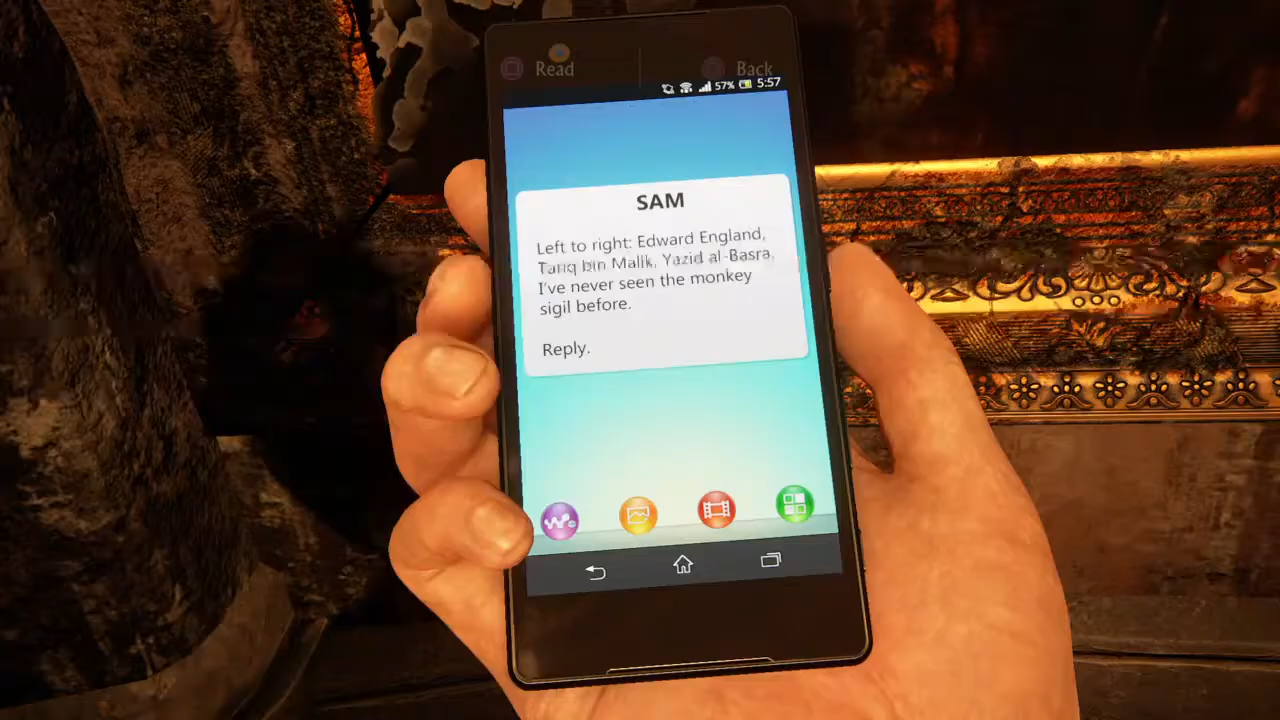 Read
Back
57% 5:57
SAM
Left to right: Edward England,
Tariq bin Malik, Yazid al-Basra,
I've never seen the monkey
sigil before.
Reply.